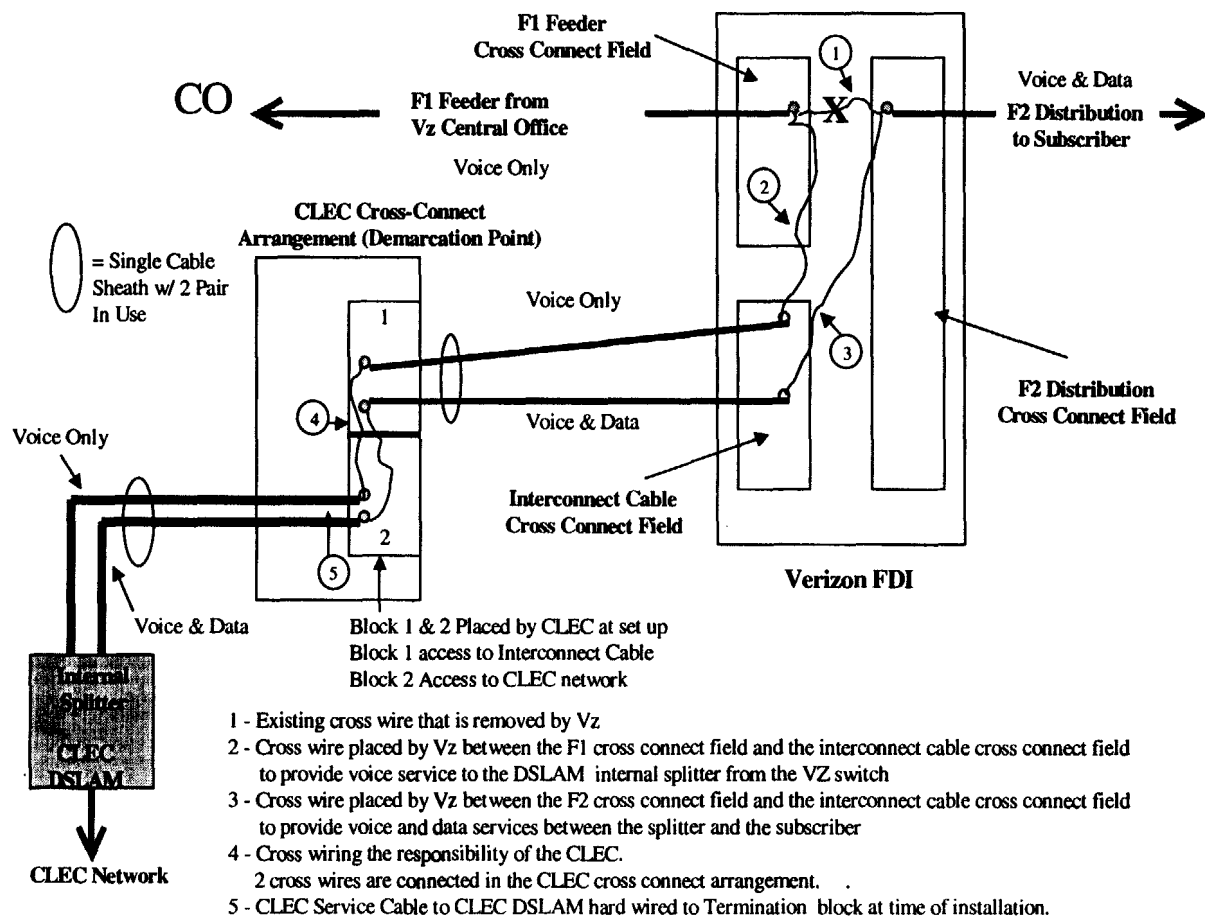 F1 Feeder
Cross Connect Field
1
CO
F1 Feeder from
Vz Central Office
Voice Only
Voice & Data
F2 Distribution
to Subscriber
X
2
CLEC Cross-Connect
Arrangement (Demarcation Point)
= Single Cable
Sheath w/ 2 Pair
In Use
1
Voice Only
3
4
Voice & Data
F2 Distribution
Cross Connect Field
Voice Only
Interconnect Cable
Cross Connect Field
2
5
Verizon FDI
Voice & Data
Block 1 & 2 Placed by CLEC at set up
Block 1 access to Interconnect Cable
Block 2 Access to CLEC network
Internal
Splitter
CLEC
DSLAM
CLEC Network
1 - Existing cross wire that is removed by Vz
2 - Cross wire placed by Vz between the F1 cross connect field and the interconnect cable cross connect field
to provide voice service to the DSLAM internal splitter from the VZ switch
3 - Cross wire placed by Vz between the F2 cross connect field and the interconnect cable cross connect field
to provide voice and data services between the splitter and the subscriber
4 - Cross wiring the responsibility of the CLEC.
2 cross wires are connected in the CLEC cross connect arrangement.
5 - CLEC Service Cable to CLEC DSLAM hard wired to Termination block at time of installation.